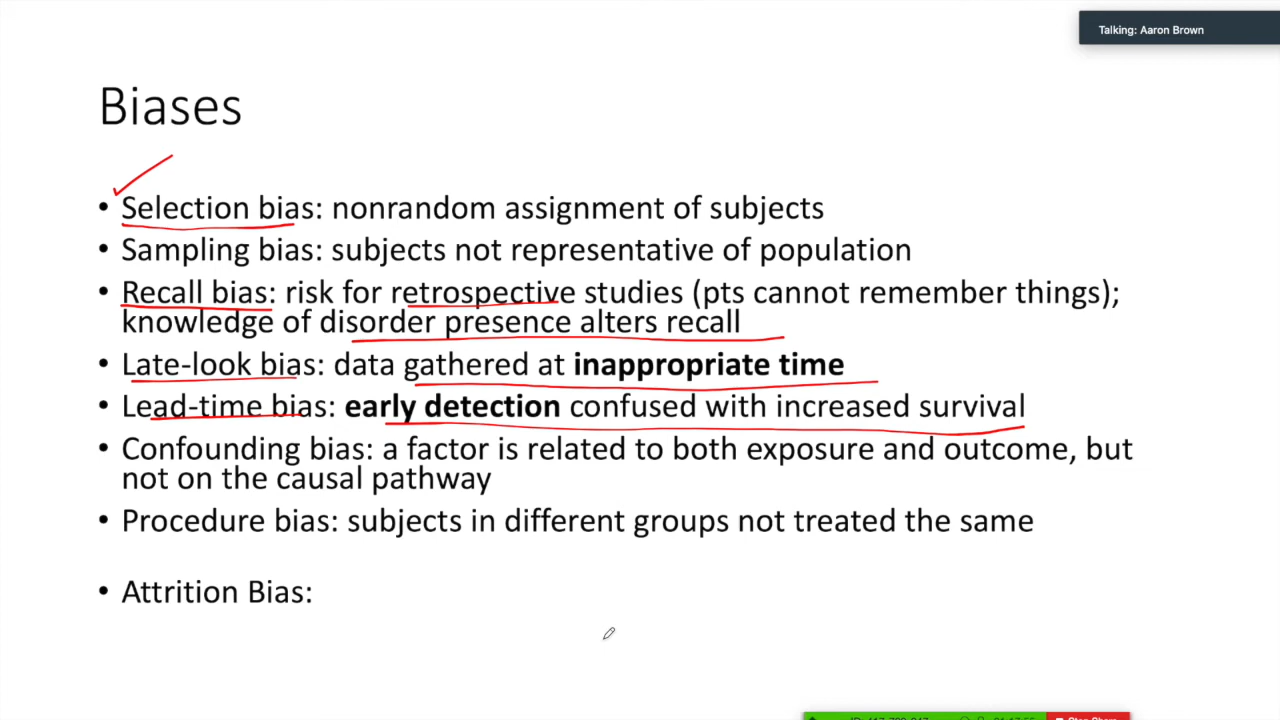 Talking: Aaron Brown
Biases
• Selection bias: nonrandom assignment of subjects
• Sampling bias: subjects not representative of population
• Recall bias: risk for retrospective studies (pts cannot remember things);
knowledge of disorder presence alters recall
• Late-look bias: data gathered at inappropriate time
• Lead-time bias: early detection confused with increased survival
• Confounding bias: a factor is related to both exposure and outcome, but
not on the causal pathway
• Procedure bias: subjects in different groups not treated the same
• Attrition Bias: